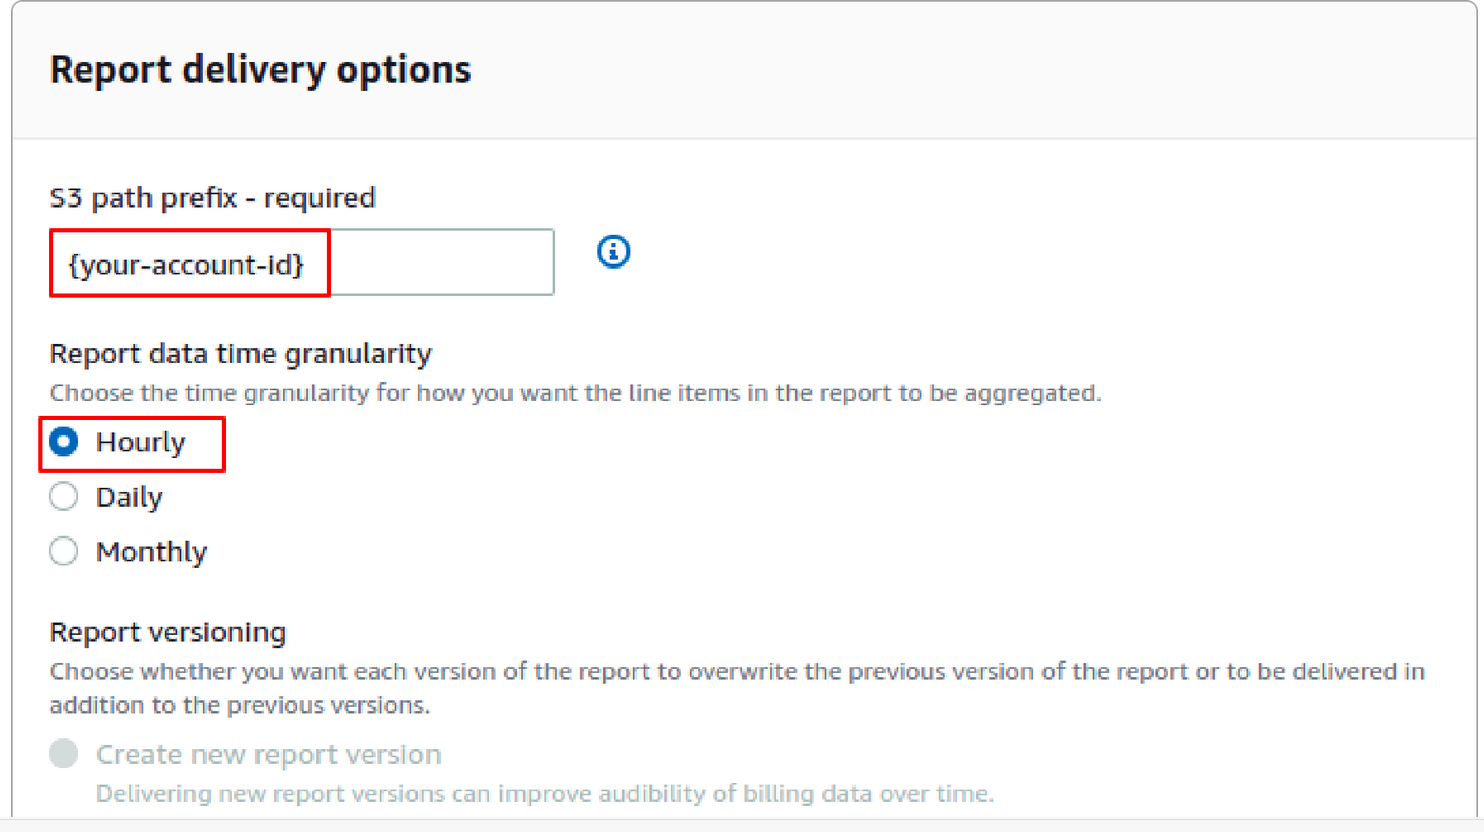 Report delivery options
S3 path prefix - required
{your-account-id}
Report data time granularity
Choose the time granularity for how you want the line items in the report to be aggregated.
Hourly
Daily
Monthly
Report versioning
Choose whether you want each version of the report to overwrite the previous version of the report or to be delivered in
addition to the previous versions.
Create new report version
Delivering new report versions can improve audibility of billing data over time.